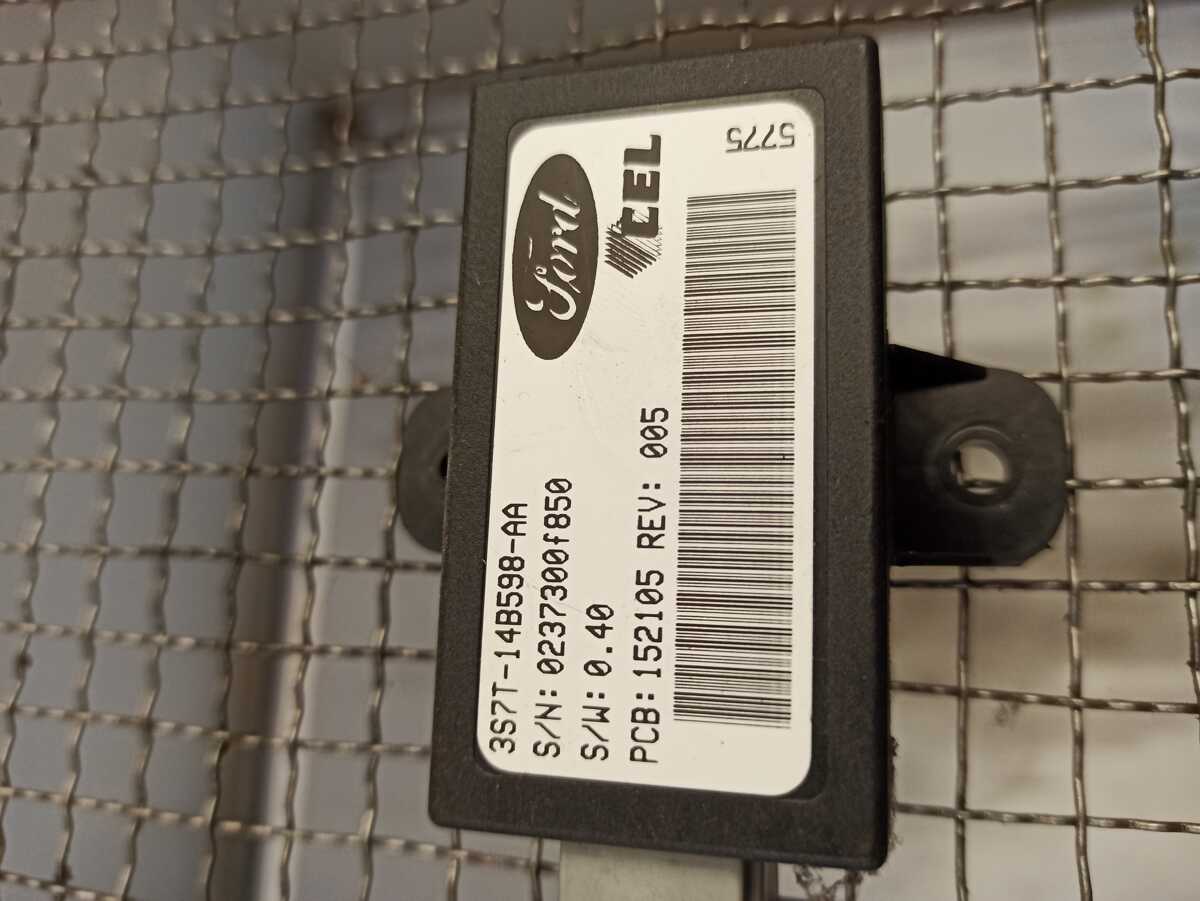 3S7T-14B598-AA
Ford
S/N:0237300f850
S/W:0.40
CEL
PCB:152105 REV: 005
5775